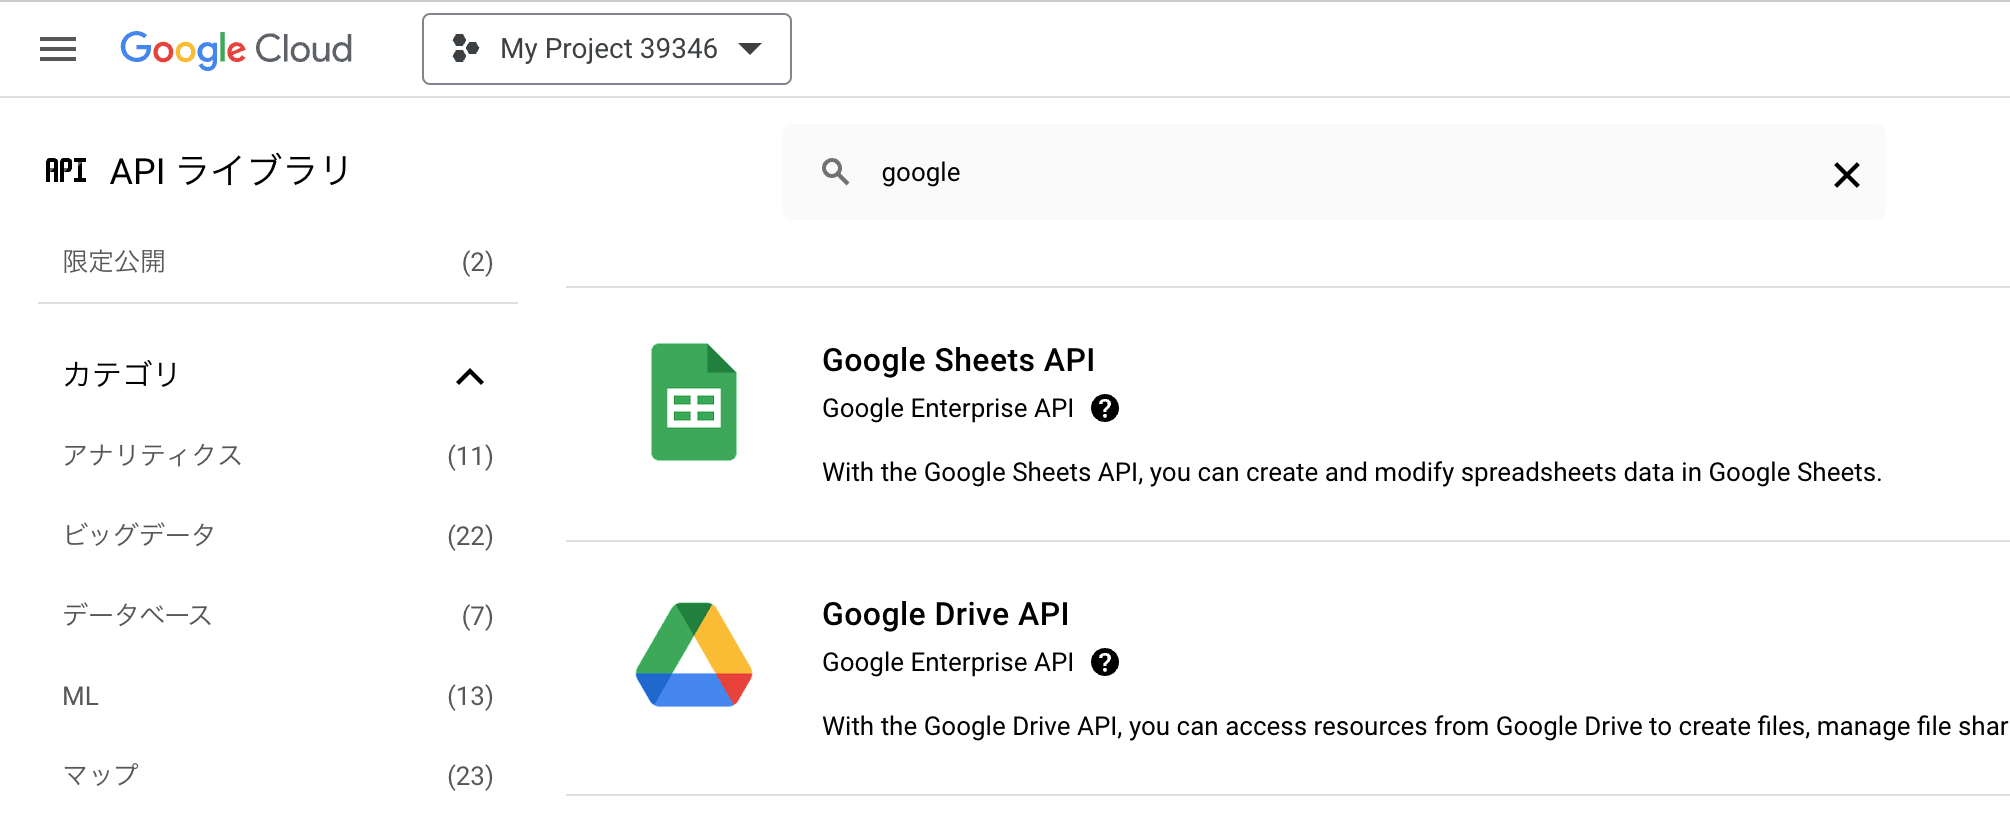 Google Cloud
My Project 39346
API API ライブラリ
google
限定公開 (2)
カテゴリ
アナリティクス (11)
ビッグデータ (22)
データベース (7)
ML (13)
マップ (23)
Google Sheets API
Google Enterprise API ?
With the Google Sheets API, you can create and modify spreadsheets data in Google Sheets.
Google Drive API
Google Enterprise API ?
With the Google Drive API, you can access resources from Google Drive to create files, manage file shar